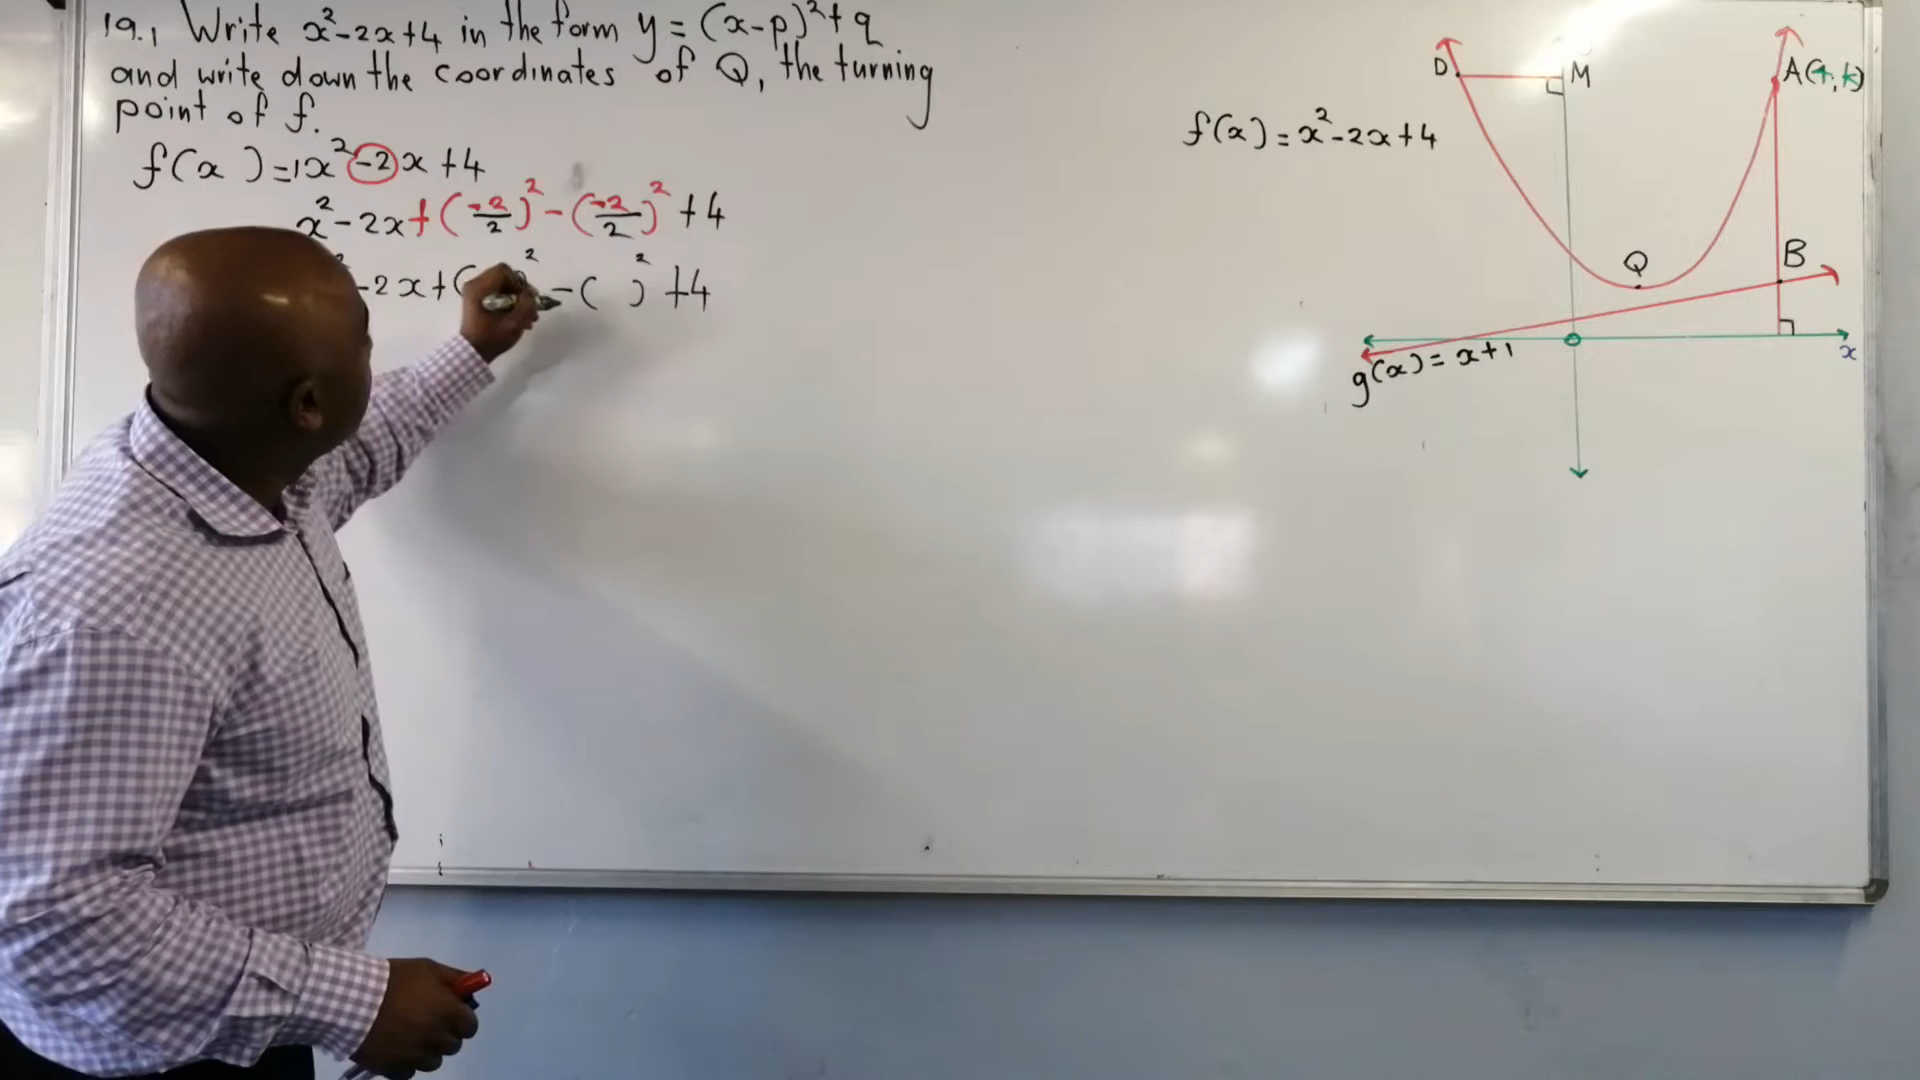 19.1 Write x²-2x+4 in the form y = (x-p)²+q
and write down the coordinates of Q, the turning
point of f.
f(x)=1x²-2x+4
x²-2x+(-2/2)²-(-2/2)²+4
-2x+( )²-( )²+4
f(x)=x²-2x+4
D
M
A(4;k)
Q
B
g(x)=x+1
x